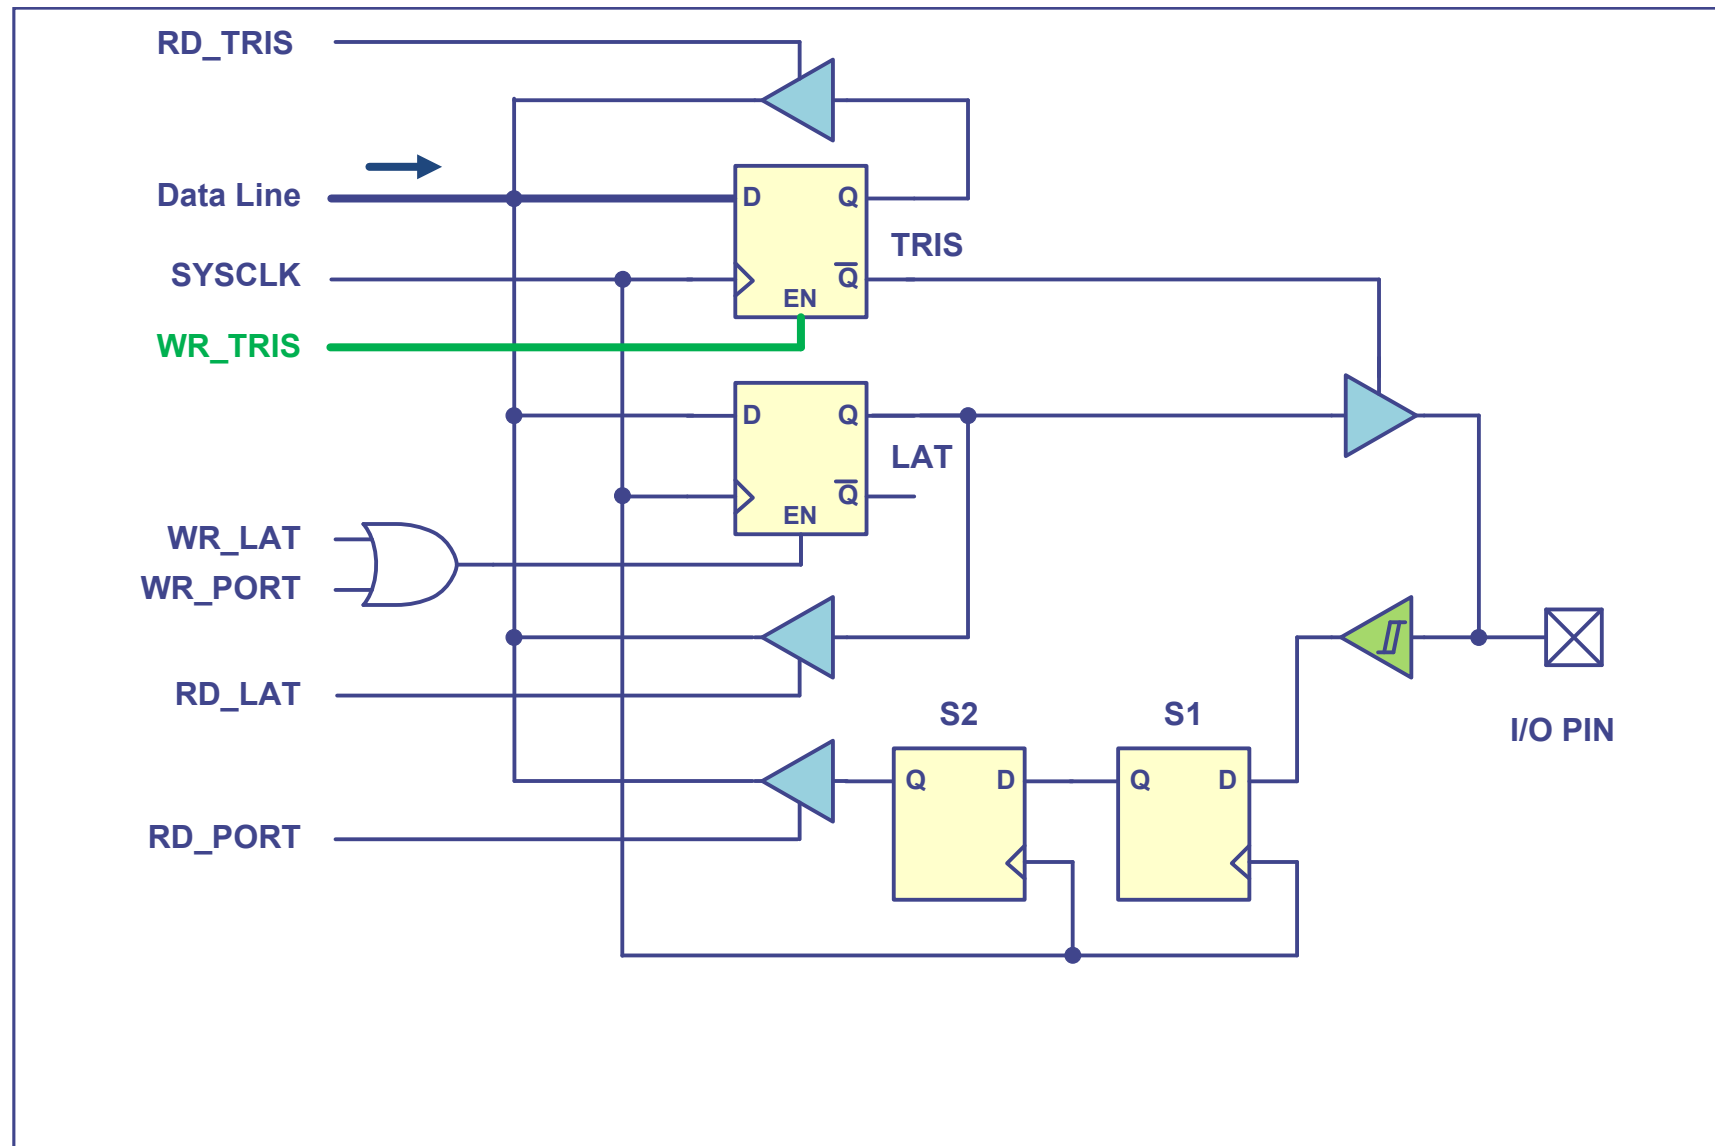 RD_TRIS
Data Line
D
Q
TRIS
SYSCLK
Q
EN
WR_TRIS
D
Q
LAT
Q
EN
WR_LAT
WR_PORT
RD_LAT
S2
S1
I/O PIN
Q
D
Q
D
RD_PORT